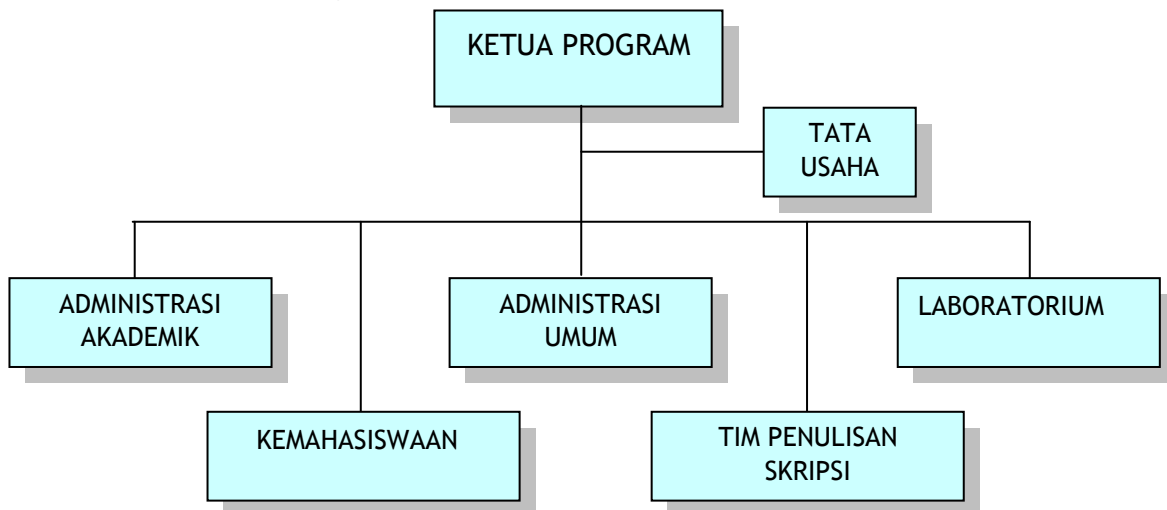 KETUA PROGRAM
TATA
USAHA
ADMINISTRASI
AKADEMIK
ADMINISTRASI
UMUM
LABORATORIUM
KEMAHASISWAAN
TIM PENULISAN
SKRIPSI